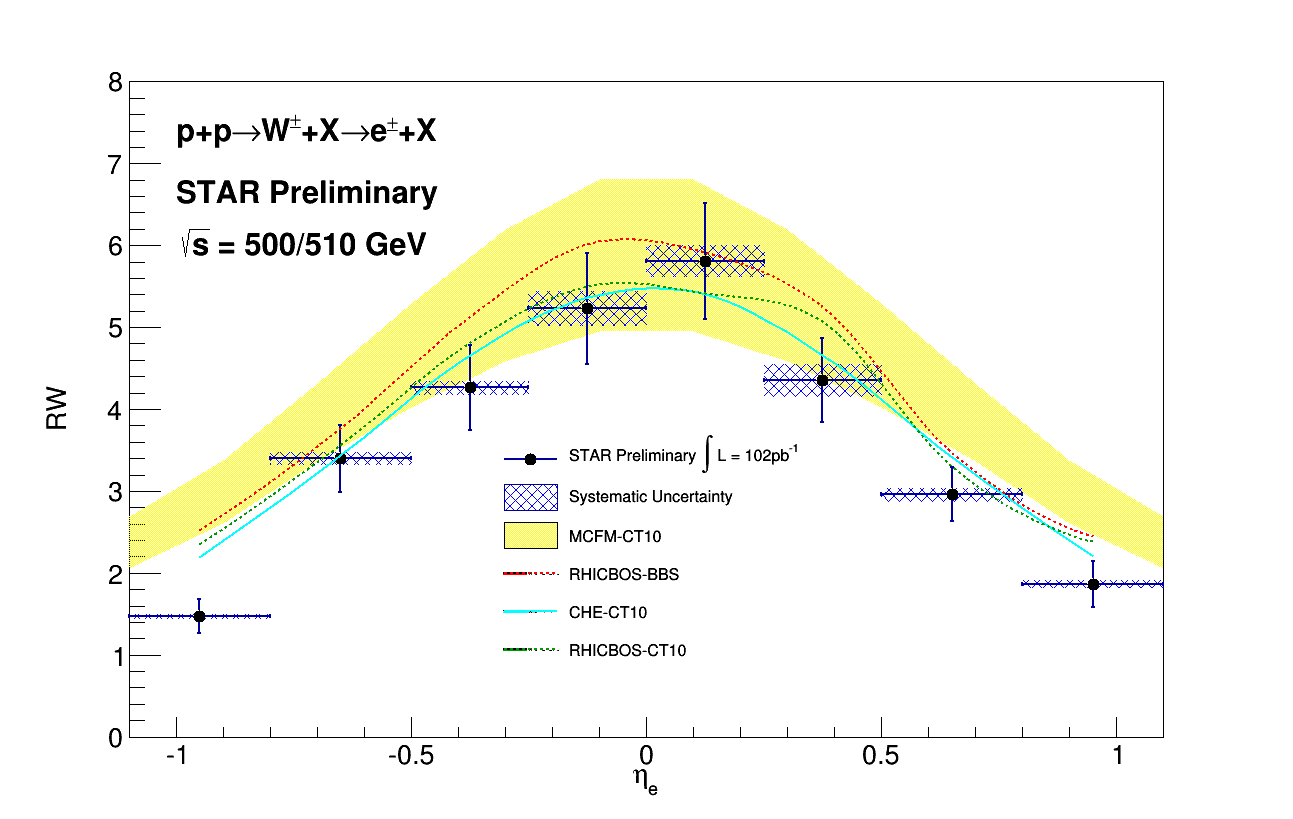 8
p+p→W±+X→e±+X
7
STAR Preliminary
6
√s = 500/510 GeV
5
RW
4
STAR Preliminary ∫ L = 102pb⁻¹
3
Systematic Uncertainty
MCFM-CT10
2
RHICBOS-BBS
CHE-CT10
1
RHICBOS-CT10
0
-1 -0.5 0 0.5 1
ηₑ